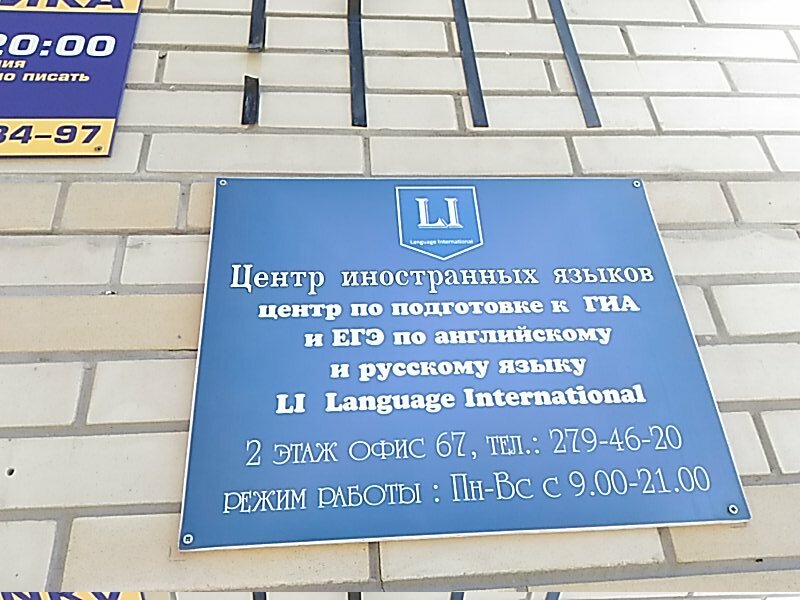 20:00
писать
34-97
LI
Language International
Центр иностранных языков
центр по подготовке к ГИА
и ЕГЭ по английскому
и русскому языку
LI Language International
2 этаж офис 67, тел.: 279-46-20
режим работы : Пн-Вс с 9.00-21.00